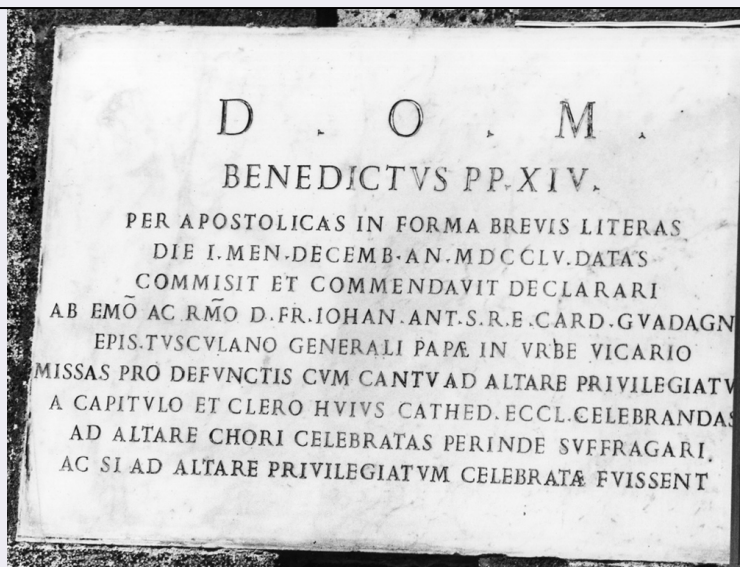 D . O . M .
BENEDICTVS PP.XIV.
PER APOSTOLICAS IN FORMA BREVIS LITERAS
DIE I.MEN.DECEMB.AN.MDCCLV.DATAS
COMMISIT ET COMMENDAVIT DECLARARI
AB EMÕ AC RM̃O D.FR.IOHAN.ANT.S.R.E.CARD.GVADAGN
EPIS.TVSCVLANO GENERALI PAPÆ IN VRBE VICARIO
MISSAS PRO DEFVNCTIS CVM CANTV AD ALTARE PRIVILEGIATV
A CAPITVLO ET CLERO HVIVS CATHED.ECCL.CELEBRANDAS
AD ALTARE CHORI CELEBRATAS PERINDE SVFFRAGARI.
AC SI AD ALTARE PRIVILEGIATVM CELEBRATÆ FVISSENT